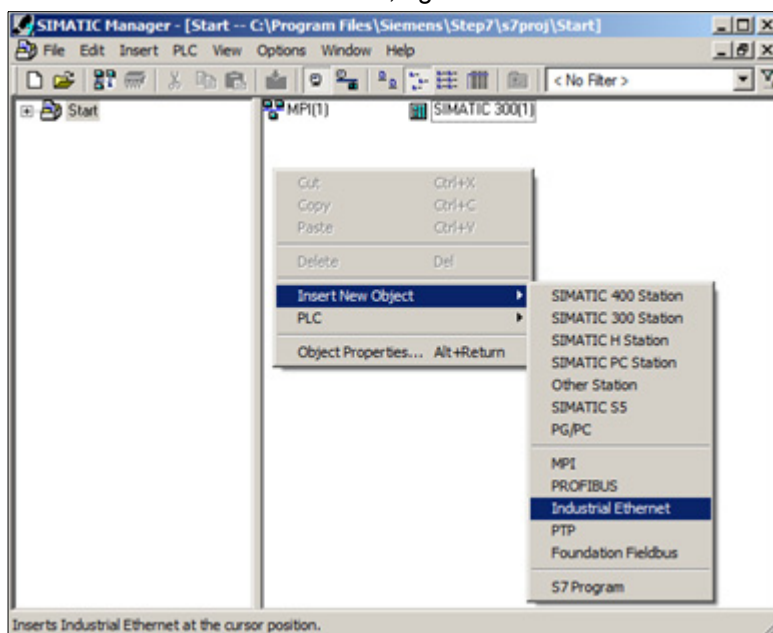 SIMATIC Manager - [Start -- C:\Program Files\Siemens\Step7\s7proj\Start]
File Edit Insert PLC View Options Window Help
< No Filter >
Start
MPI(1) SIMATIC 300(1)
Cut Ctrl+X
Copy Ctrl+C
Paste Ctrl+V
Delete Del
Insert New Object
PLC
Object Properties... Alt+Return
SIMATIC 400 Station
SIMATIC 300 Station
SIMATIC H Station
SIMATIC PC Station
Other Station
SIMATIC S5
PG/PC
MPI
PROFIBUS
Industrial Ethernet
PTP
Foundation Fieldbus
S7 Program
Inserts Industrial Ethernet at the cursor position.